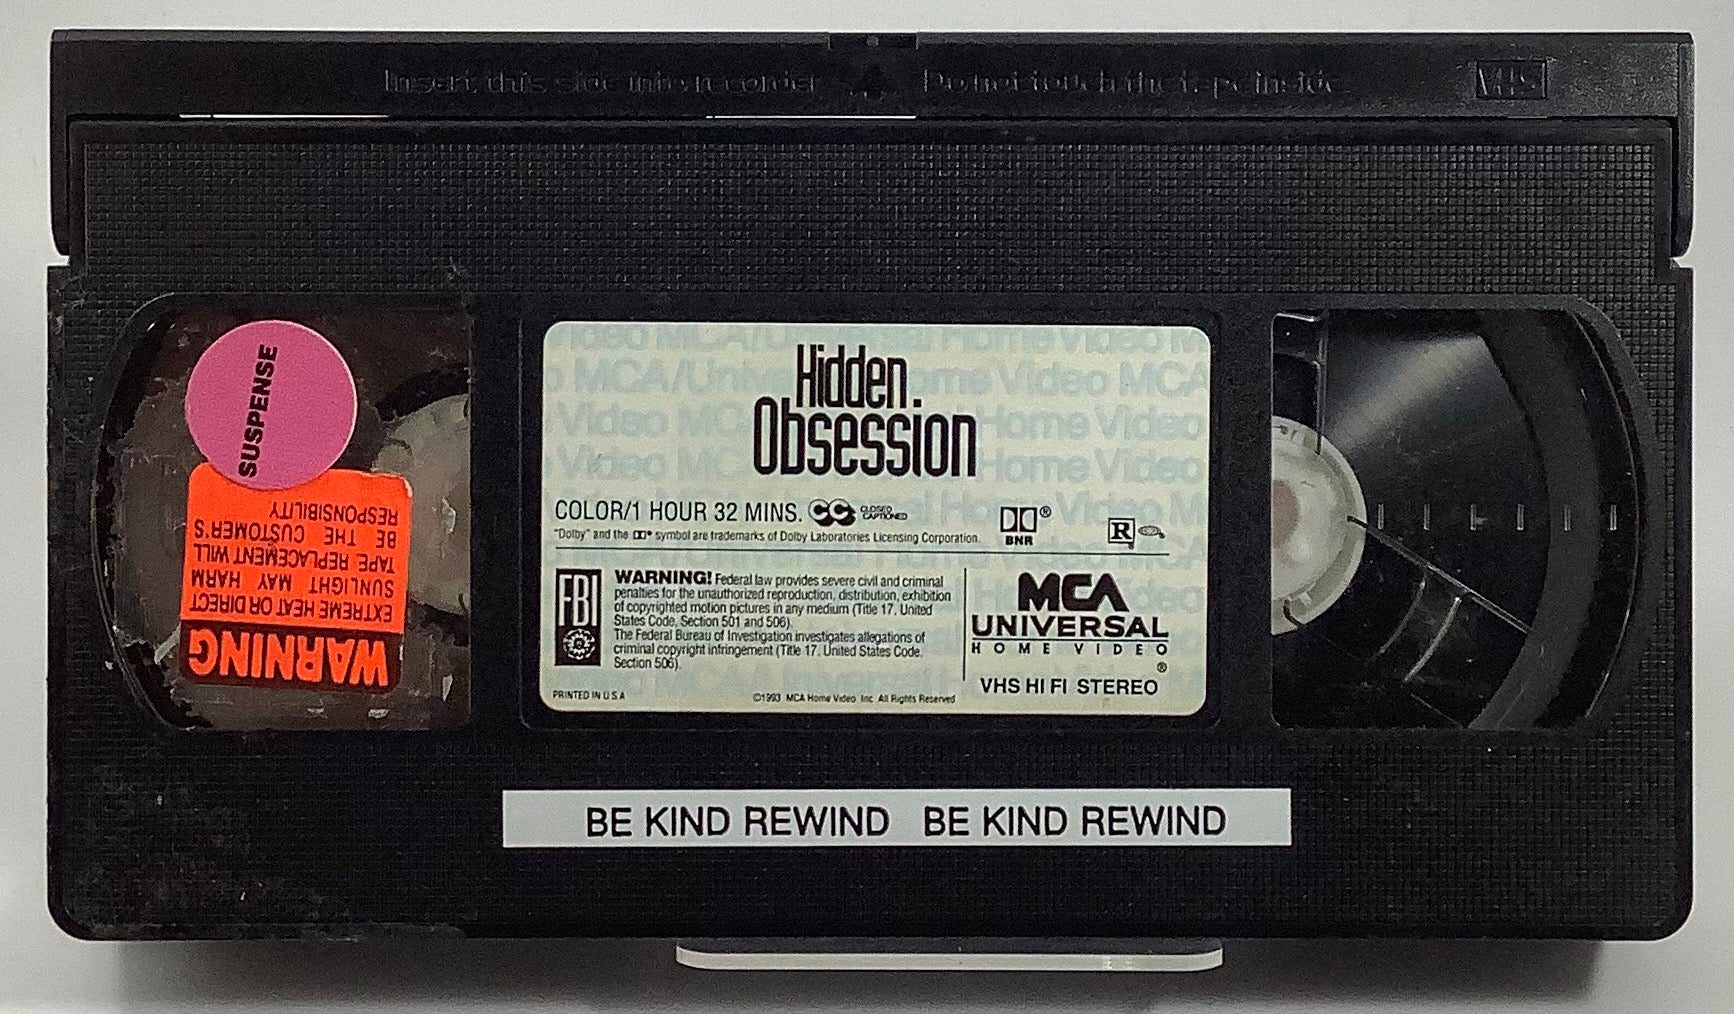 Insert this side into recorder Do not touch the tape inside VHS
SUSPENSE
WARNING
EXTREME HEAT OR DIRECT
SUNLIGHT MAY HARM
TAPE. REPLACEMENT WILL
BE THE CUSTOMER'S
RESPONSIBILITY
Hidden
Obsession
COLOR/1 HOUR 32 MINS. CC CLOSED CAPTIONED
BNR
R
"Dolby" and the symbol are trademarks of Dolby Laboratories Licensing Corporation.
FBI
WARNING! Federal law provides severe civil and criminal
penalties for the unauthorized reproduction, distribution, exhibition
of copyrighted motion pictures in any medium (Title 17, United
States Code, Section 501 and 506).
The Federal Bureau of Investigation investigates allegations of
criminal copyright infringement (Title 17, United States Code,
Section 506).
MCA
UNIVERSAL
HOME VIDEO
®
VHS HI FI STEREO
PRINTED IN U.S.A
©1993 MCA Home Video, Inc. All Rights Reserved
BE KIND REWIND BE KIND REWIND